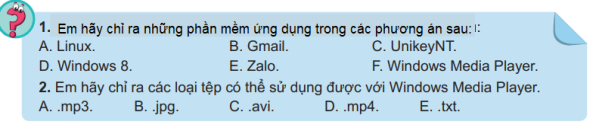 1. Em hãy chỉ ra những phần mềm ứng dụng trong các phương án sau:
A. Linux. B. Gmail. C. UnikeyNT.
D. Windows 8. E. Zalo. F. Windows Media Player.
2. Em hãy chỉ ra các loại tệp có thể sử dụng được với Windows Media Player.
A. .mp3. B. .jpg. C. .avi. D. .mp4. E. .txt.